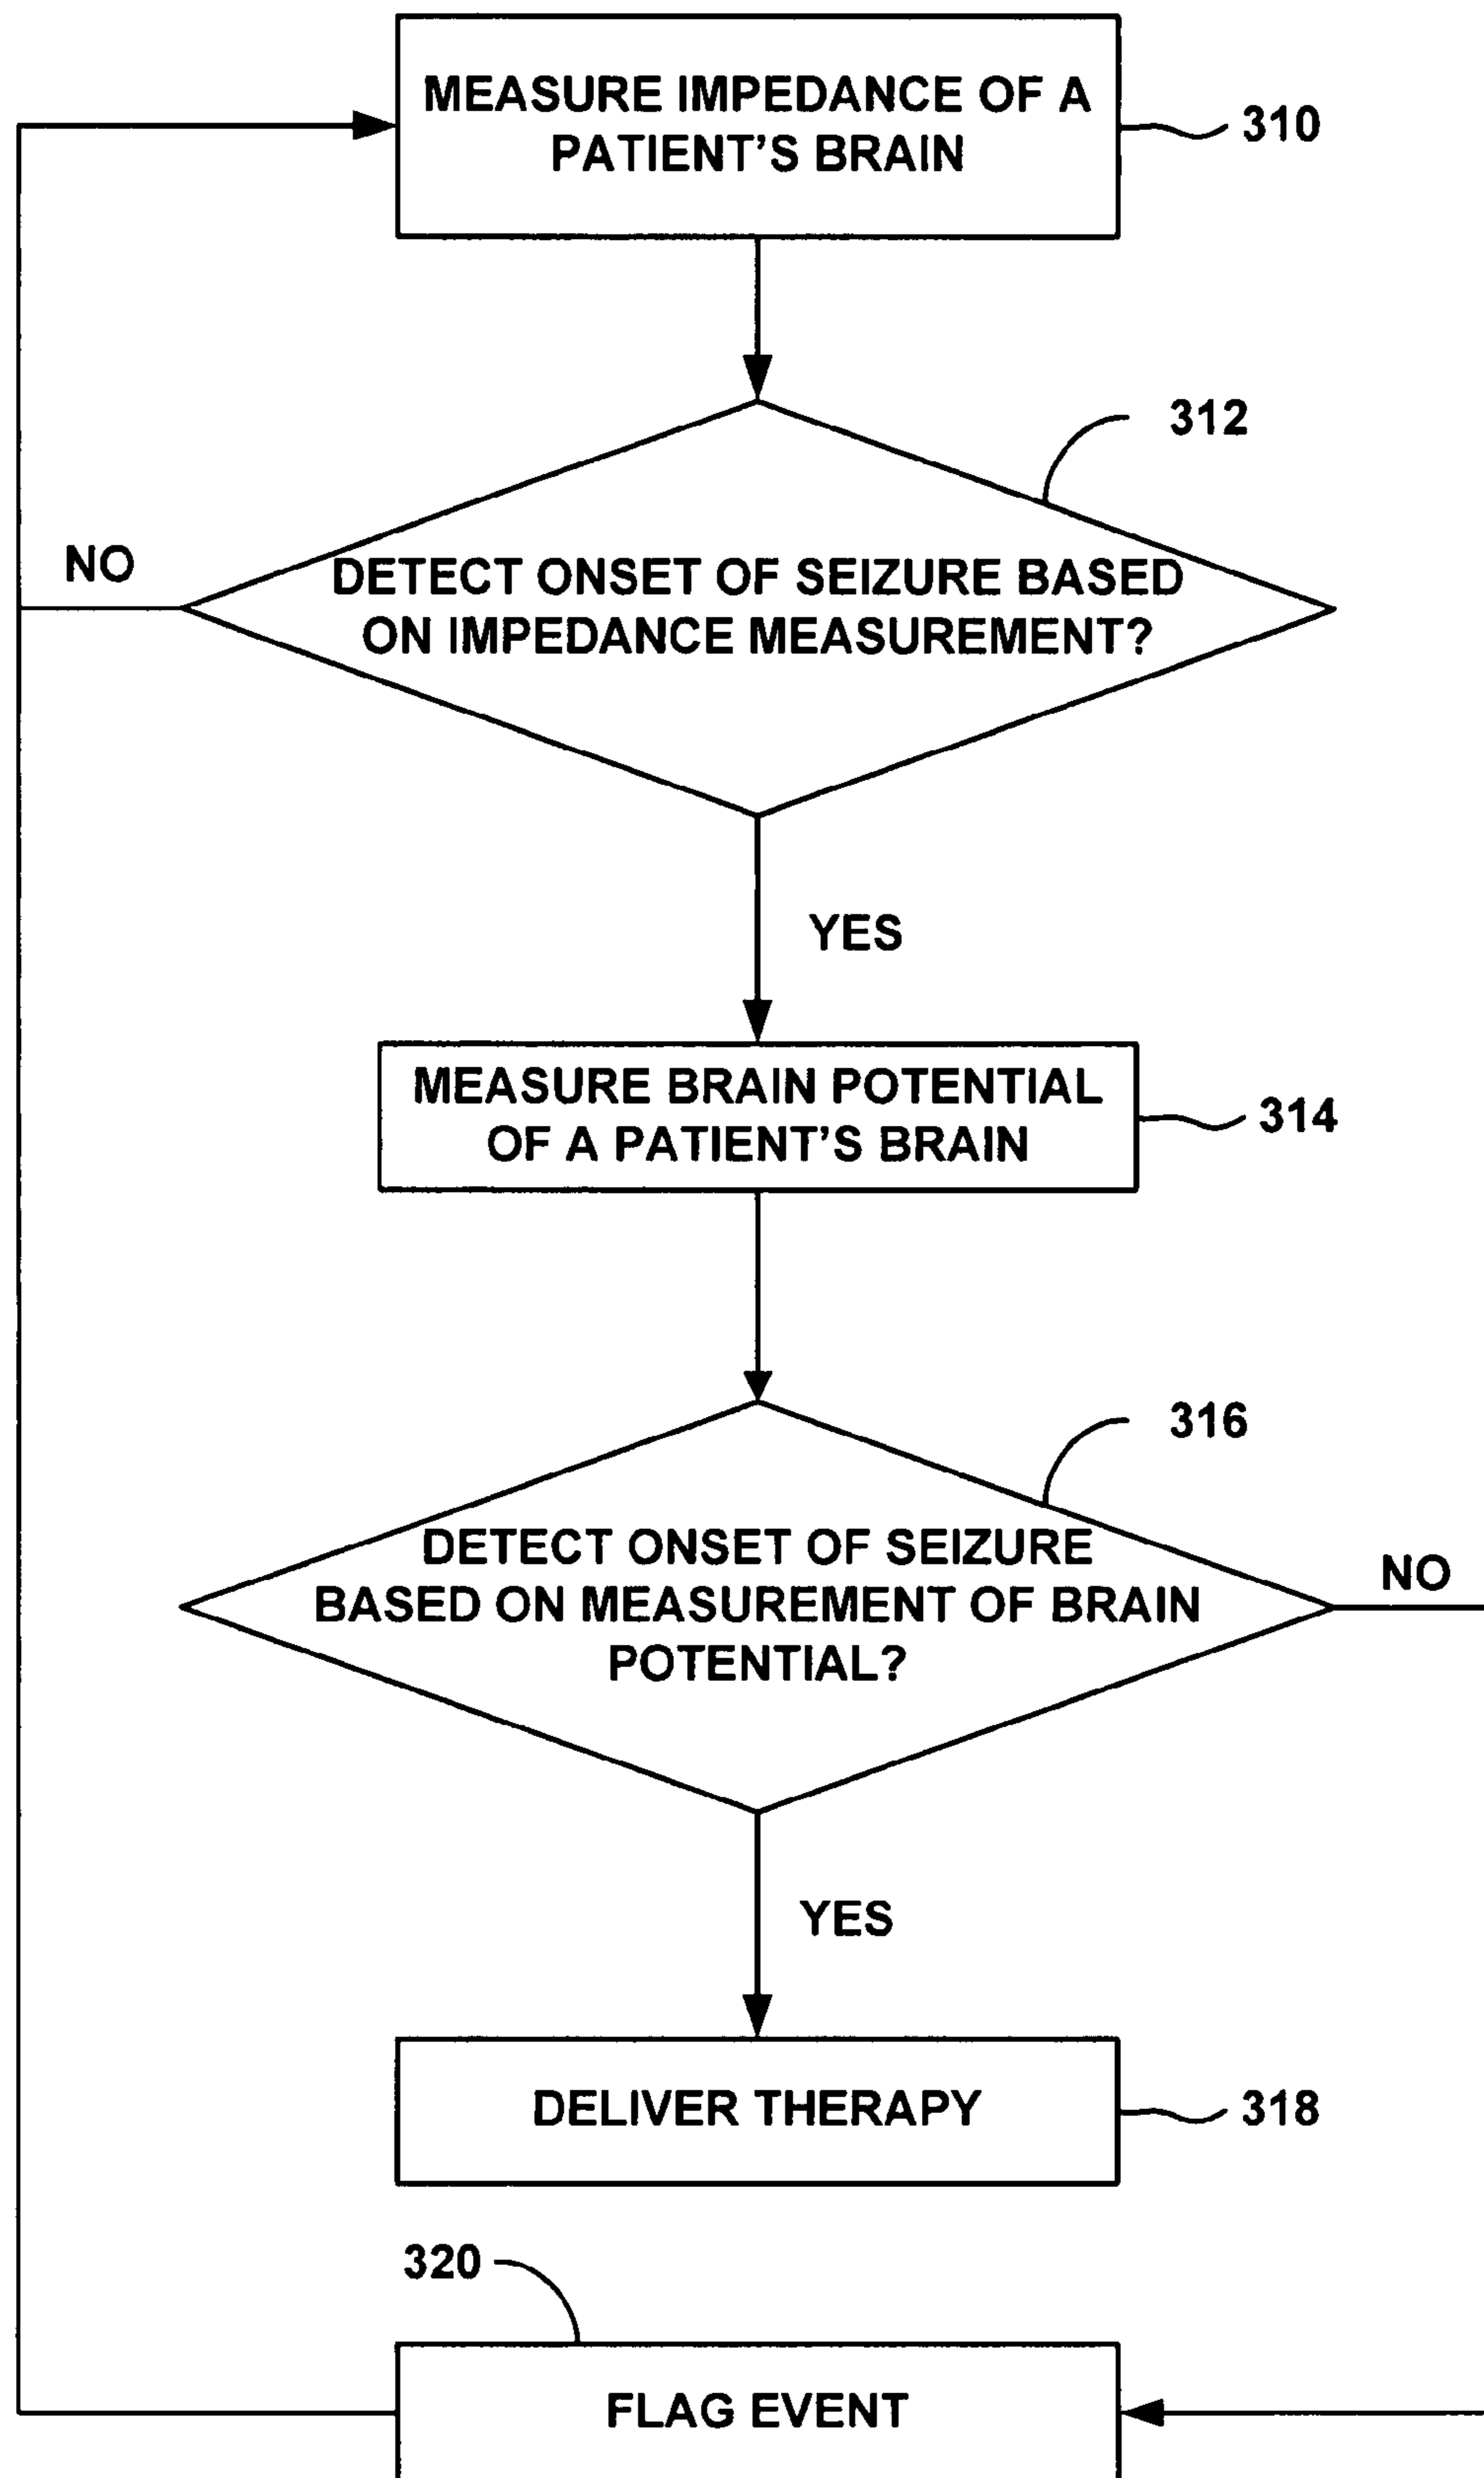 MEASURE IMPEDANCE OF A
PATIENT'S BRAIN
310
312
NO
DETECT ONSET OF SEIZURE BASED
ON IMPEDANCE MEASUREMENT?
YES
MEASURE BRAIN POTENTIAL
OF A PATIENT'S BRAIN
314
316
DETECT ONSET OF SEIZURE
BASED ON MEASUREMENT OF BRAIN
POTENTIAL?
NO
YES
DELIVER THERAPY
318
320
FLAG EVENT